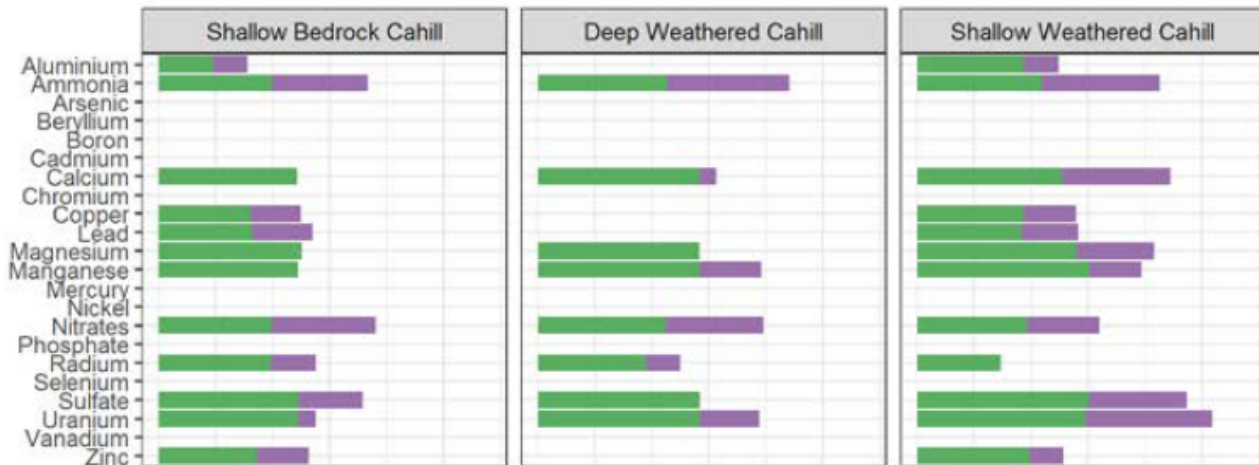 Shallow Bedrock Cahill
Deep Weathered Cahill
Shallow Weathered Cahill
Aluminium
Ammonia
Arsenic
Beryllium
Boron
Cadmium
Calcium
Chromium
Copper
Lead
Magnesium
Manganese
Mercury
Nickel
Nitrates
Phosphate
Radium
Selenium
Sulfate
Uranium
Vanadium
Zinc